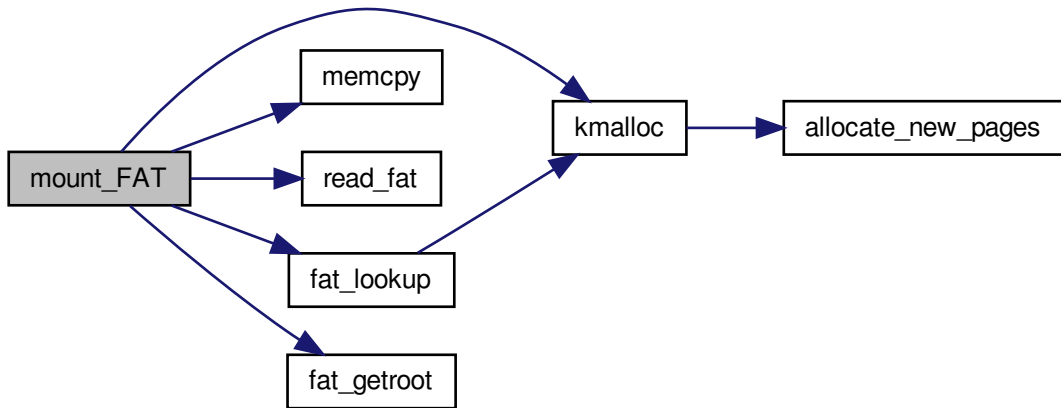 mount_FAT
memcpy
read_fat
fat_lookup
fat_getroot
kmalloc
allocate_new_pages